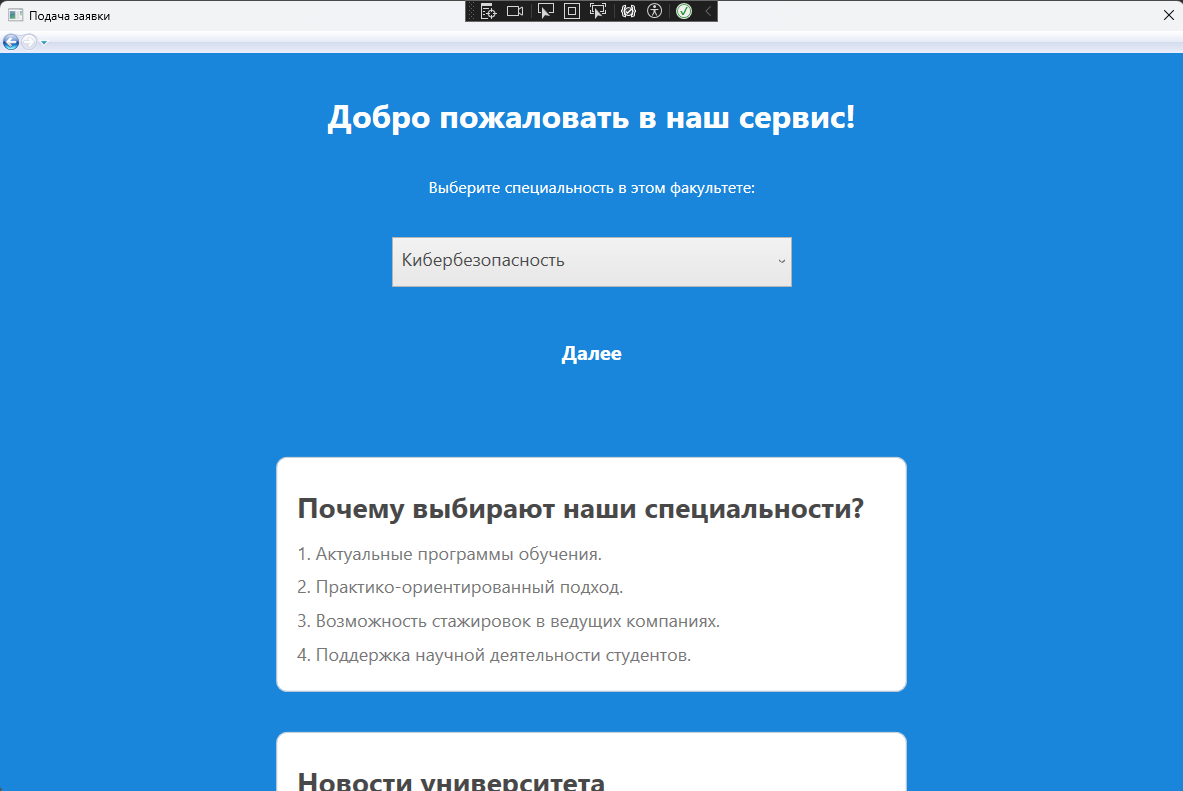 Подача заявки
Добро пожаловать в наш сервис!
Выберите специальность в этом факультете:
Кибербезопасность
Далее
Почему выбирают наши специальности?
1. Актуальные программы обучения.
2. Практико-ориентированный подход.
3. Возможность стажировок в ведущих компаниях.
4. Поддержка научной деятельности студентов.
Новости университета